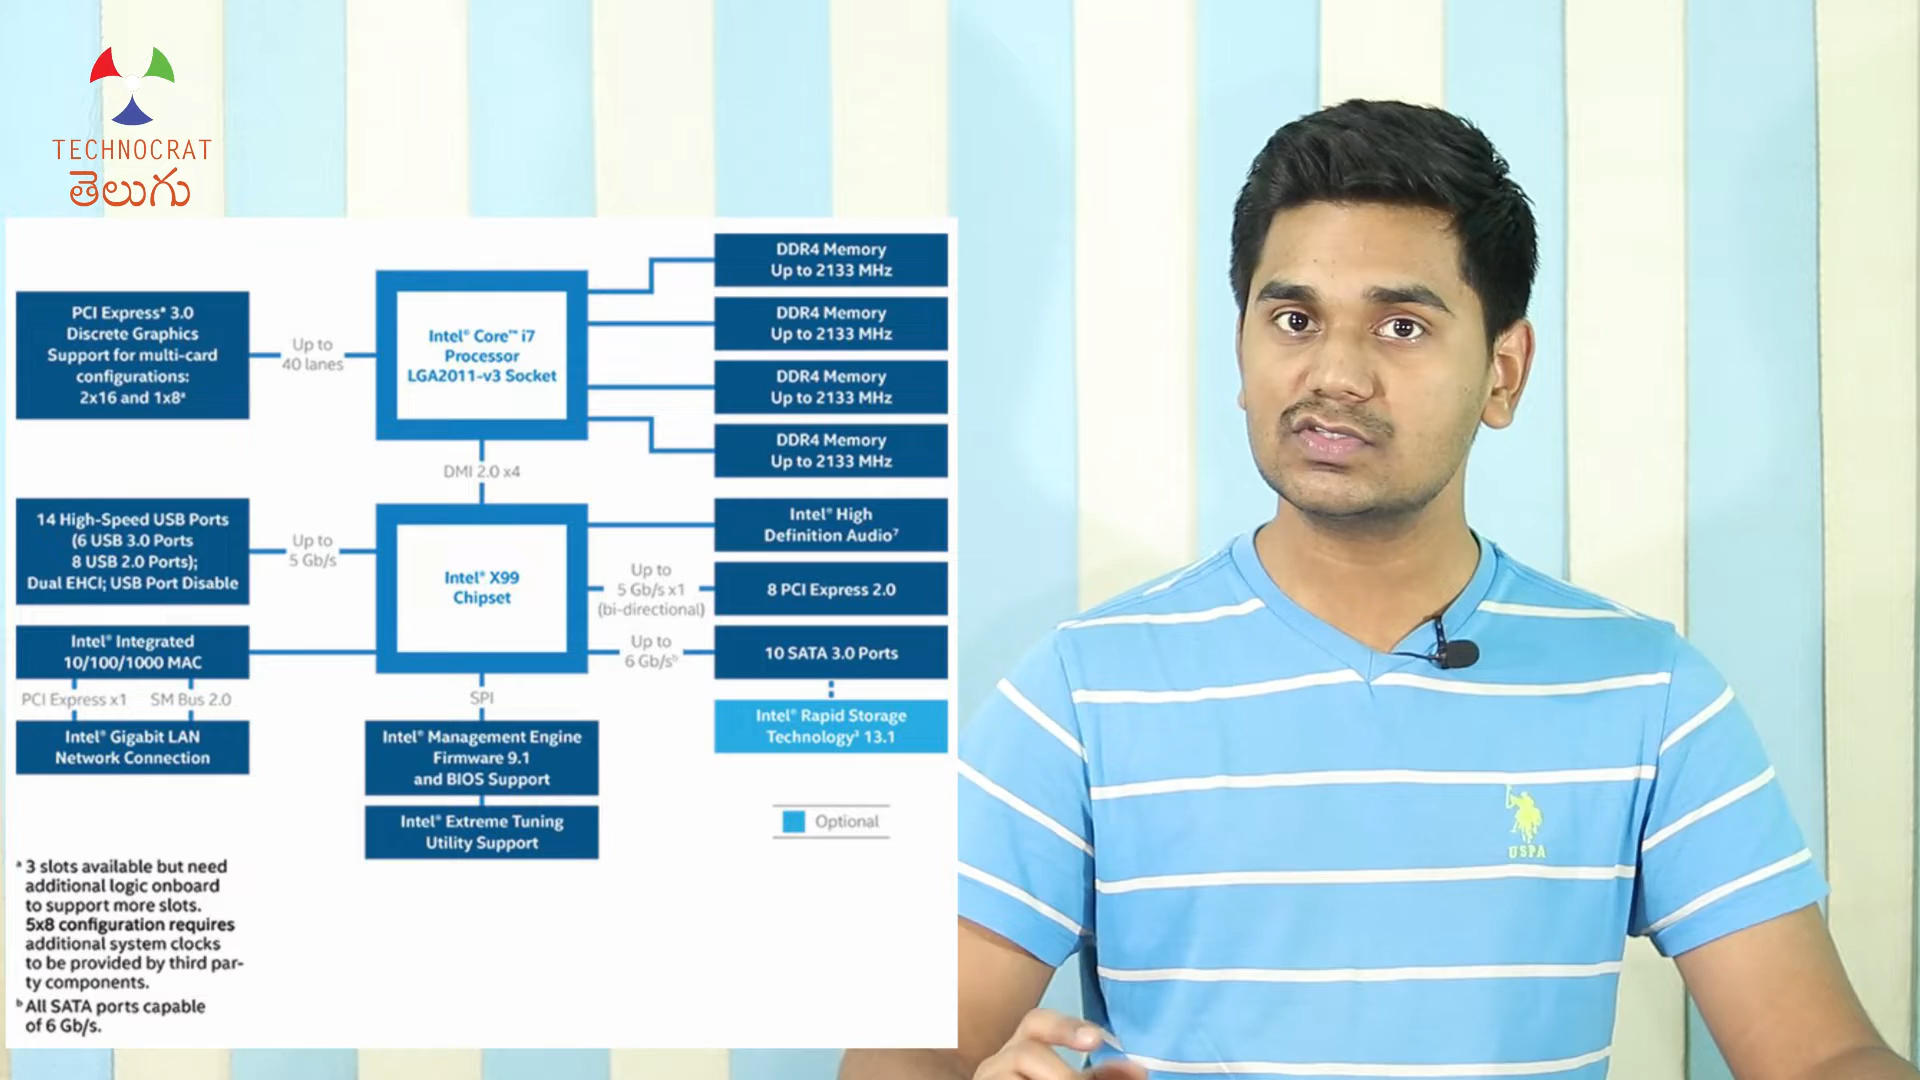 TECHNOCRAT
తెలుగు
PCI Express* 3.0
Discrete Graphics
Support for multi-card
configurations:
2x16 and 1x8ª
Up to
40 lanes
Intel® Core™ i7
Processor
LGA2011-v3 Socket
DDR4 Memory
Up to 2133 MHz
DDR4 Memory
Up to 2133 MHz
DDR4 Memory
Up to 2133 MHz
DDR4 Memory
Up to 2133 MHz
DMI 2.0 x4
14 High-Speed USB Ports
(6 USB 3.0 Ports
8 USB 2.0 Ports);
Dual EHCI; USB Port Disable
Up to
5 Gb/s
Intel® X99
Chipset
Intel® High
Definition Audio⁷
Up to
5 Gb/s x1
(bi-directional)
8 PCI Express 2.0
Up to
6 Gb/sᵇ
10 SATA 3.0 Ports
Intel® Rapid Storage
Technology³ 13.1
Intel® Integrated
10/100/1000 MAC
PCI Express x1
SM Bus 2.0
Intel® Gigabit LAN
Network Connection
SPI
Intel® Management Engine
Firmware 9.1
and BIOS Support
Intel® Extreme Tuning
Utility Support
Optional
ª 3 slots available but need
additional logic onboard
to support more slots.
5x8 configuration requires
additional system clocks
to be provided by third par-
ty components.
ᵇ All SATA ports capable
of 6 Gb/s.
USPA